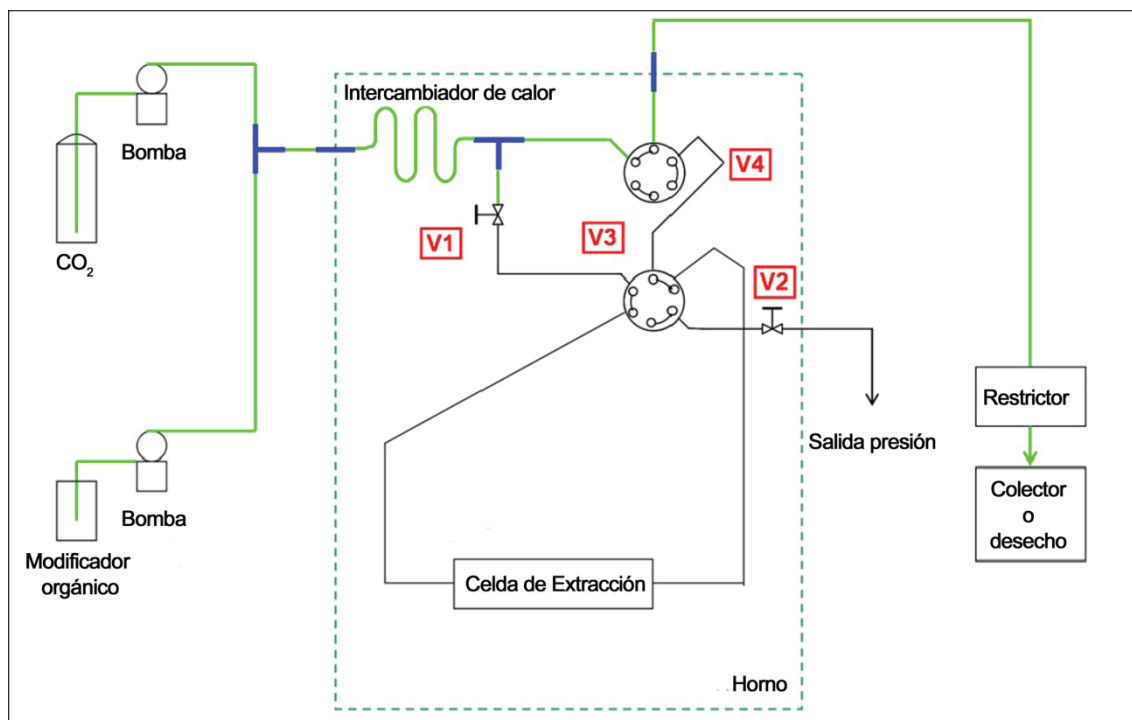 Bomba
CO2
Bomba
Modificador
orgánico
Intercambiador de calor
V1
V3
V4
V2
Salida presión
Celda de Extracción
Horno
Restrictor
Colector
o
desecho